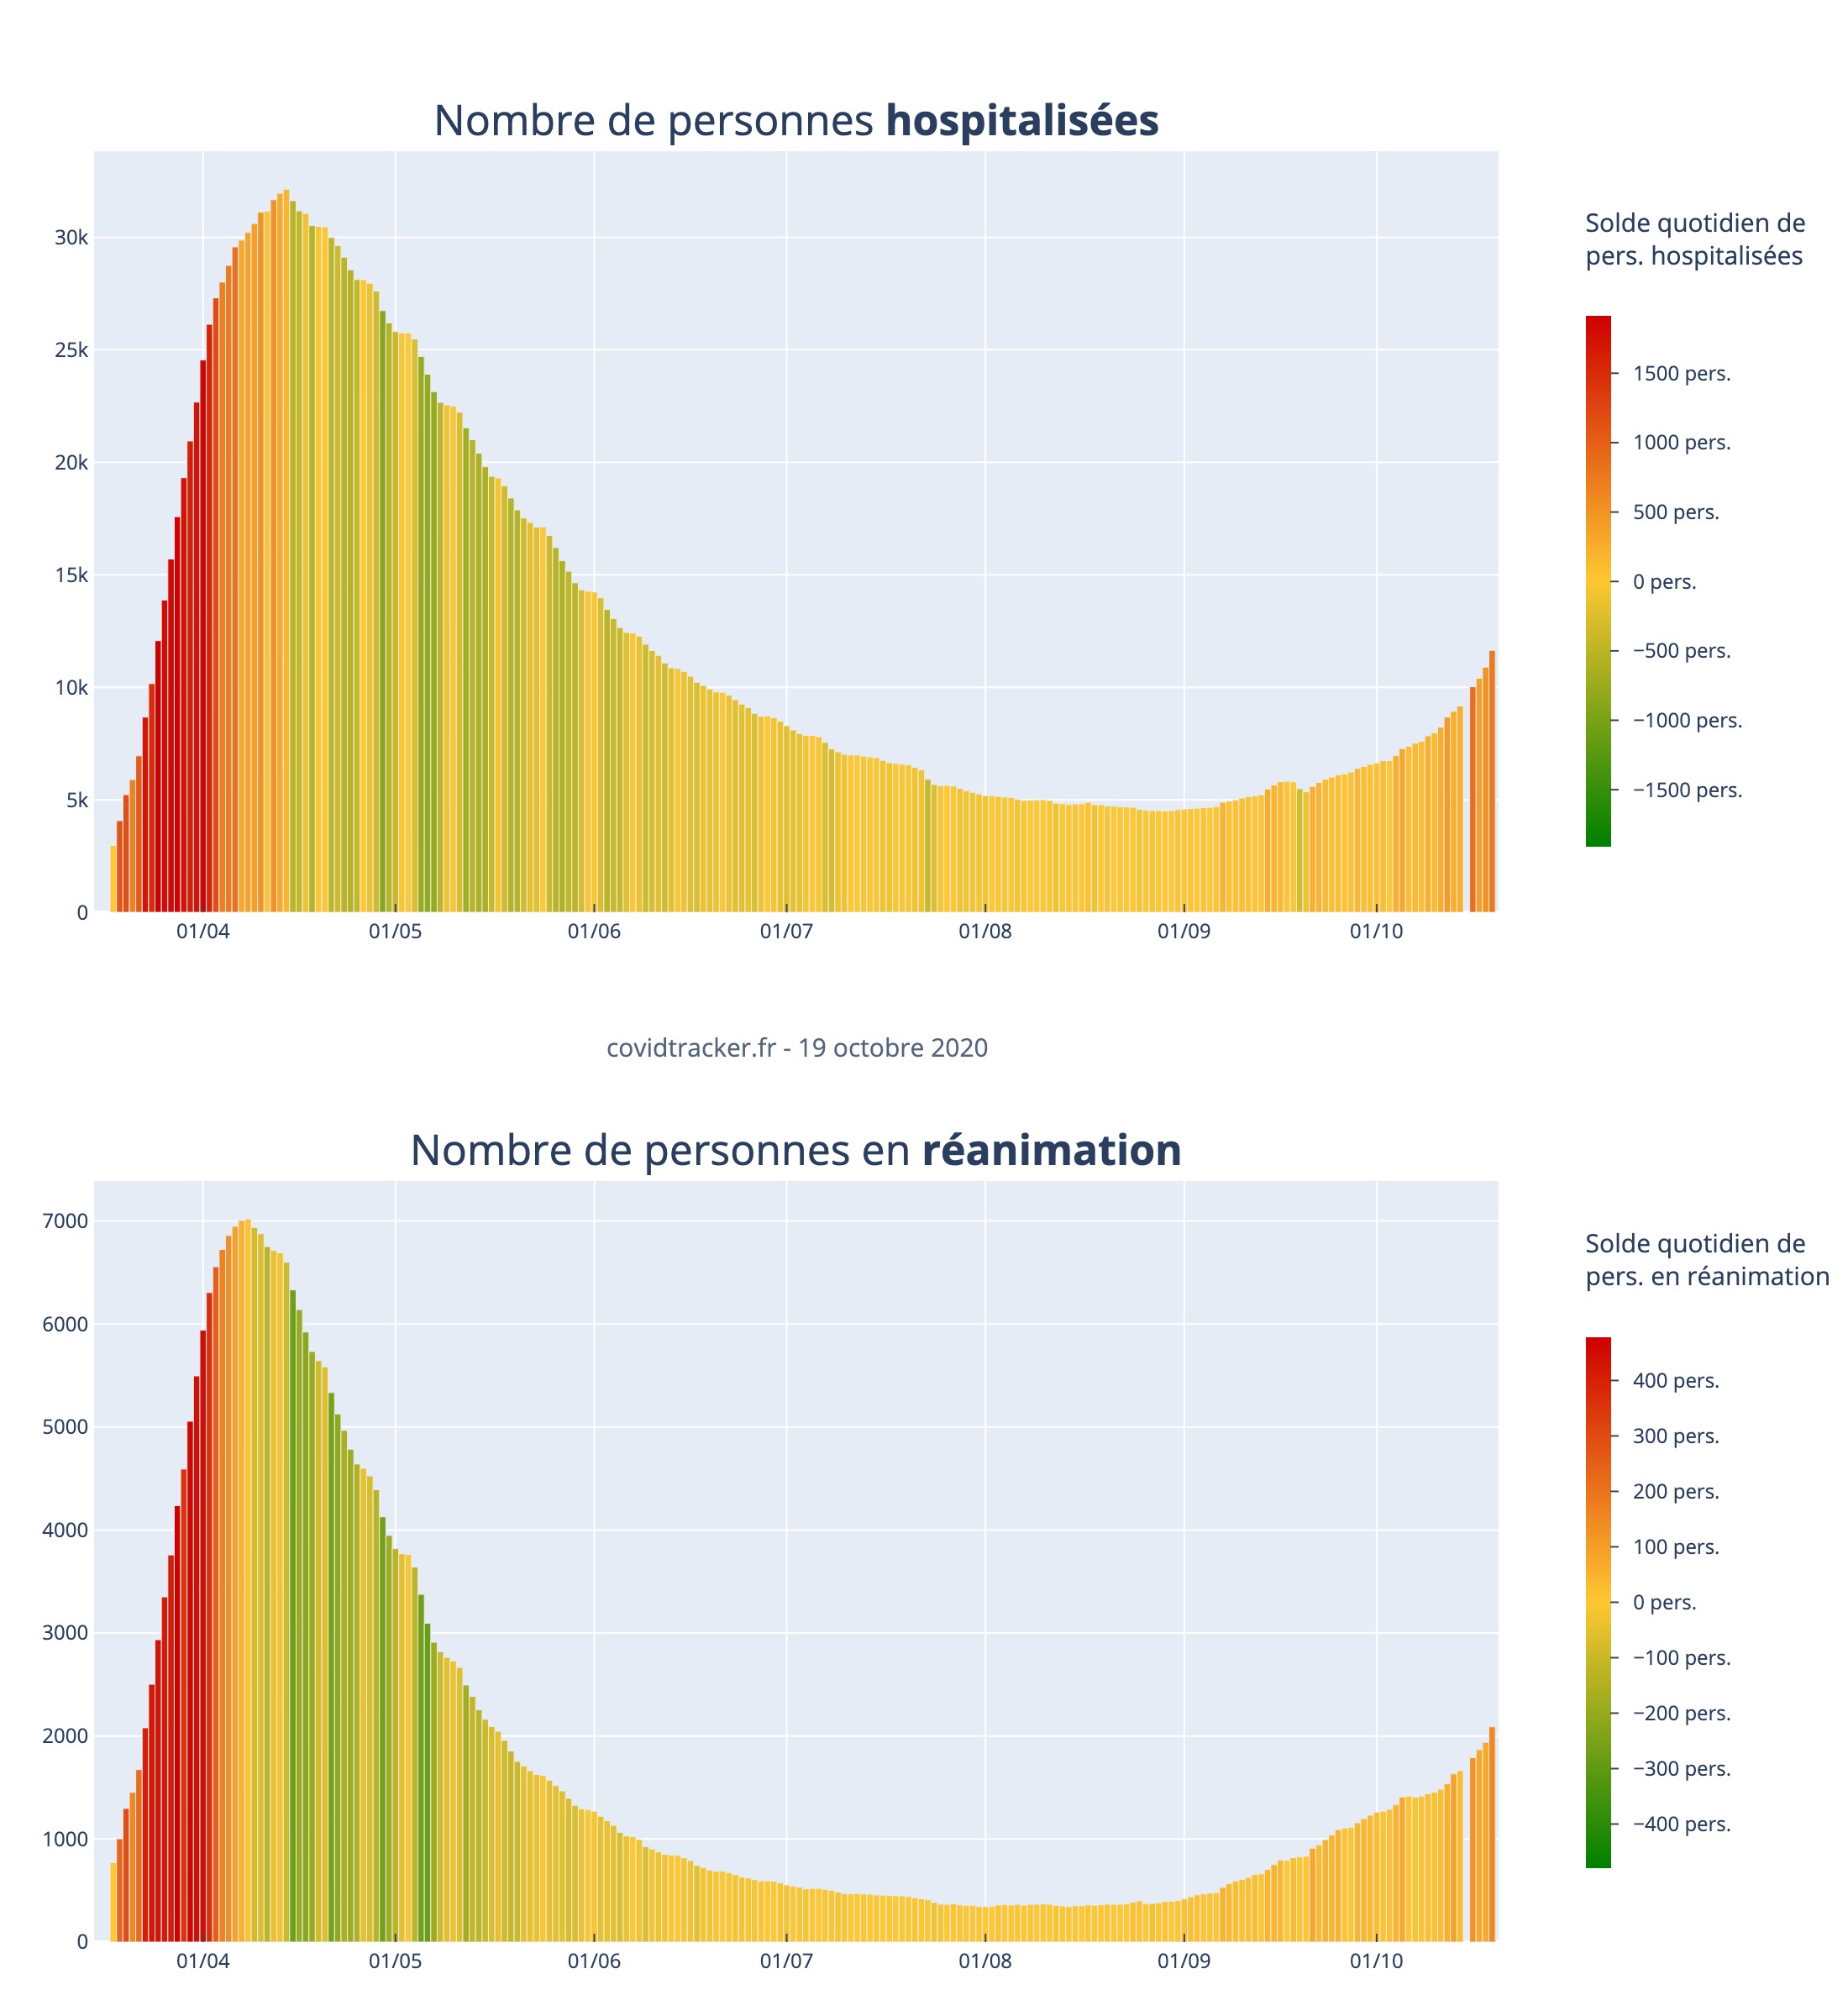 Nombre de personnes hospitalisées
30k
25k
20k
15k
10k
5k
0
01/04 01/05 01/06 01/07 01/08 01/09 01/10
Solde quotidien de
pers. hospitalisées
1500 pers.
1000 pers.
500 pers.
0 pers.
−500 pers.
−1000 pers.
−1500 pers.
covidtracker.fr - 19 octobre 2020
Nombre de personnes en réanimation
7000
6000
5000
4000
3000
2000
1000
0
01/04 01/05 01/06 01/07 01/08 01/09 01/10
Solde quotidien de
pers. en réanimation
400 pers.
300 pers.
200 pers.
100 pers.
0 pers.
−100 pers.
−200 pers.
−300 pers.
−400 pers.